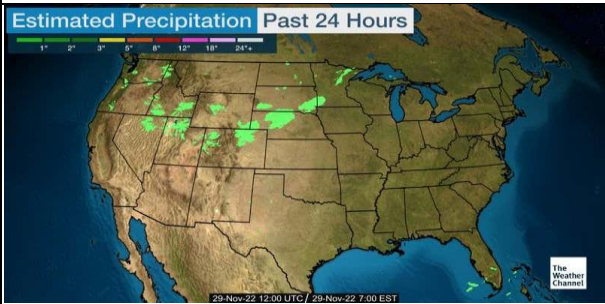 Estimated Precipitation Past 24 Hours
1" 2" 3" 5" 8" 12" 18" 24"+
The
Weather
Channel
29-Nov-22 12:00 UTC / 29-Nov-22 7:00 EST